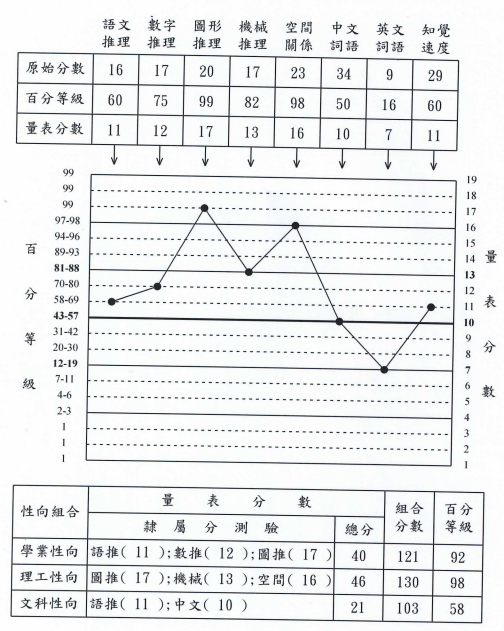 語文 數字 圖形 機械 空間 中文 英文 知覺
推理 推理 推理 推理 關係 詞語 詞語 速度
原始分數 16 17 20 17 23 34 9 29
百分等級 60 75 99 82 98 50 16 60
量表分數 11 12 17 13 16 10 7 11
百分等級
量表分數
99 19
99 18
99 17
97-98 16
94-96 15
89-93 14
81-88 13
70-80 12
58-69 11
43-57 10
31-42 9
20-30 8
12-19 7
7-11 6
4-6 5
2-3 4
1 3
1 2
1 1
性向組合 量表分數 組合分數 百分等級
隸屬分測驗 總分
學業性向 語推( 11 );數推( 12 );圖推( 17 ) 40 121 92
理工性向 圖推( 17 );機械( 13 );空間( 16 ) 46 130 98
文科性向 語推( 11 );中文( 10 ) 21 103 58